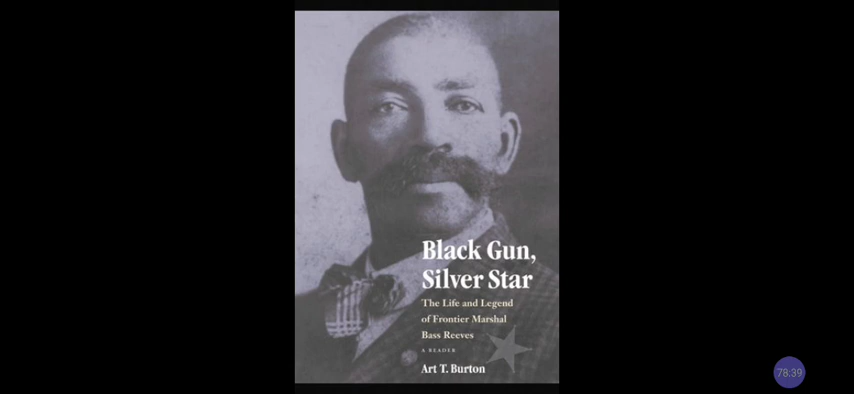 Black Gun,
Silver Star
The Life and Legend
of Frontier Marshal
Bass Reeves
A READER
Art T. Burton
78:39